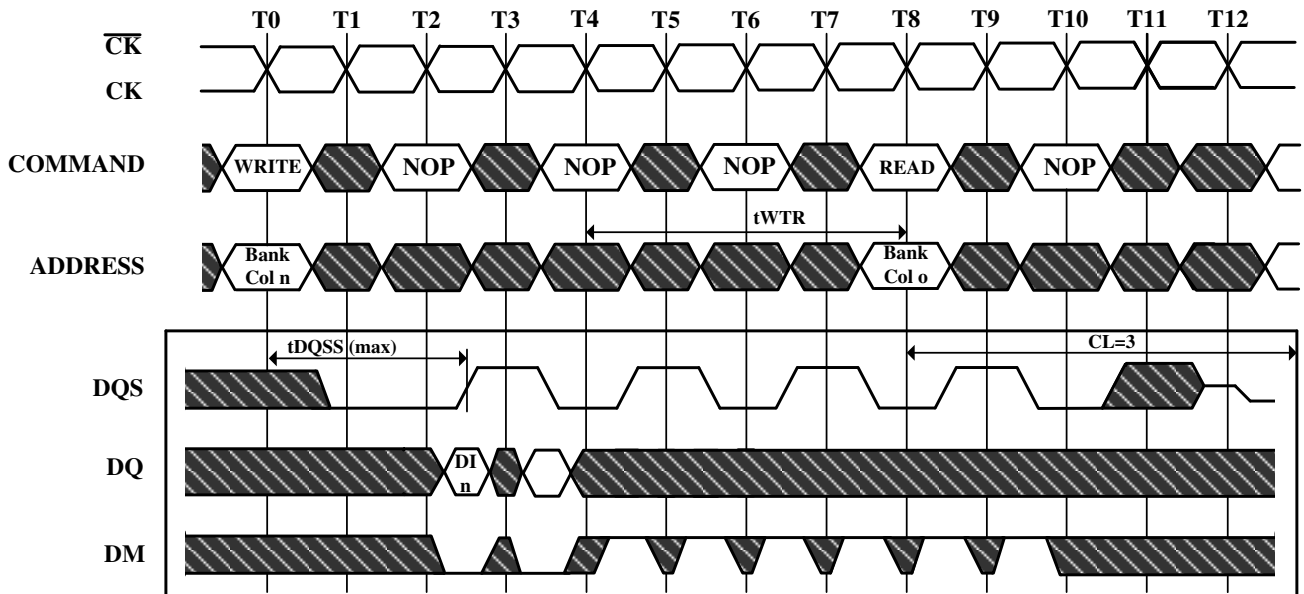 T0 T1 T2 T3 T4 T5 T6 T7 T8 T9 T10 T11 T12
CK
CK
COMMAND WRITE NOP NOP NOP READ NOP
tWTR
ADDRESS Bank Col n Bank Col o
tDQSS (max) CL=3
DQS
DQ DI n
DM